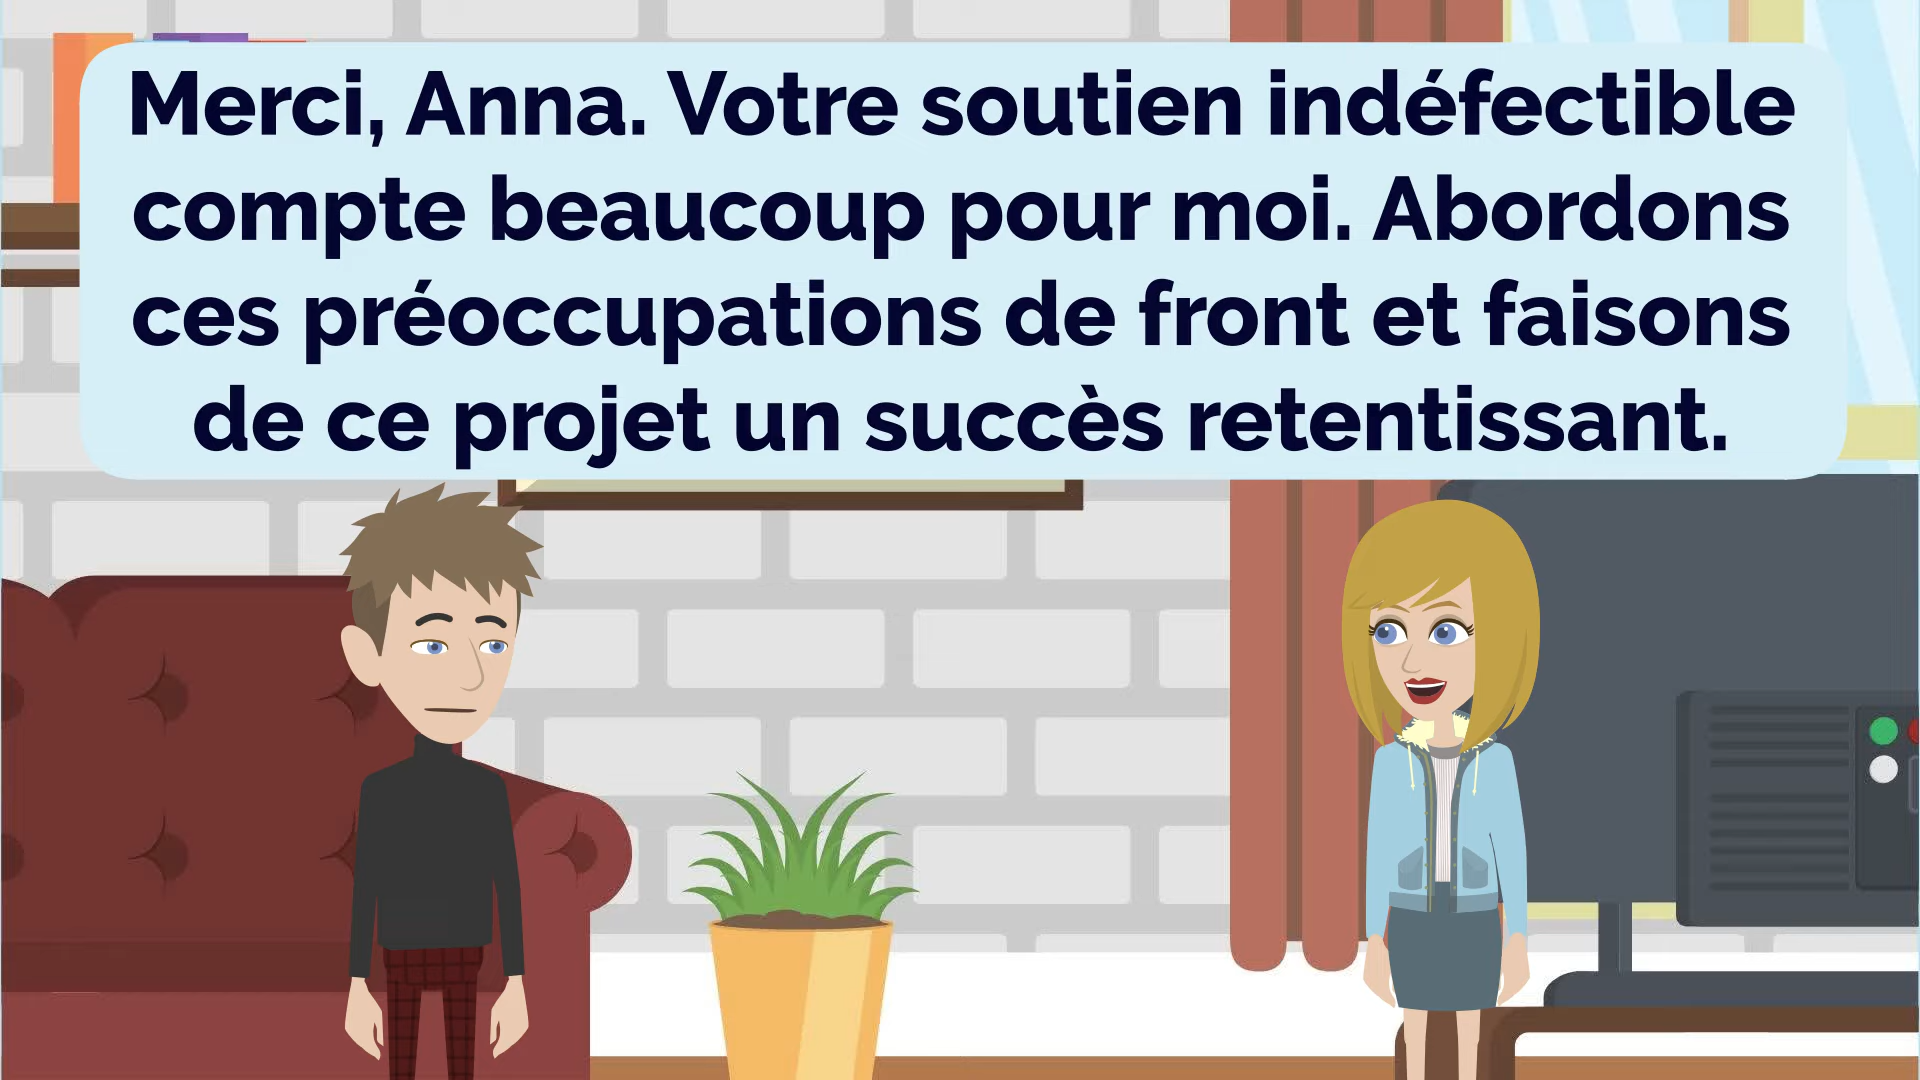 Merci, Anna. Votre soutien indéfectible
compte beaucoup pour moi. Abordons
ces préoccupations de front et faisons
de ce projet un succès retentissant.